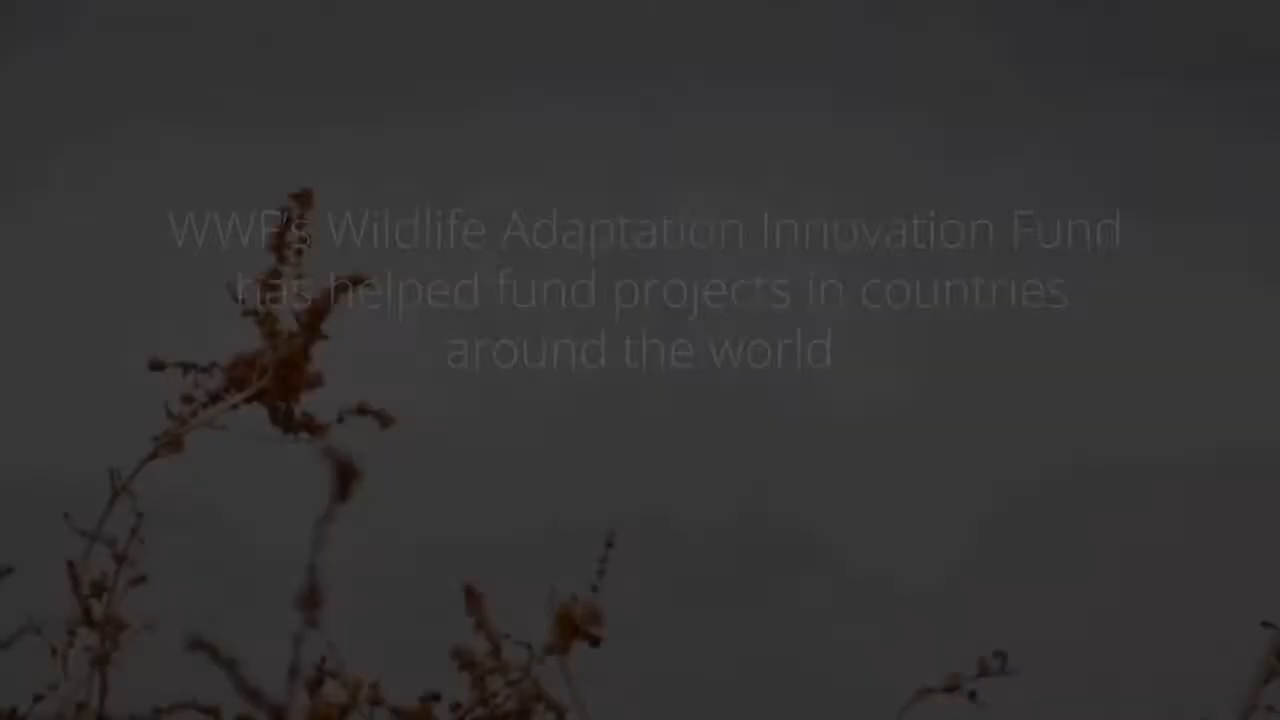 WWF's Wildlife Adaptation Innovation Fund
has helped fund projects in countries
around the world